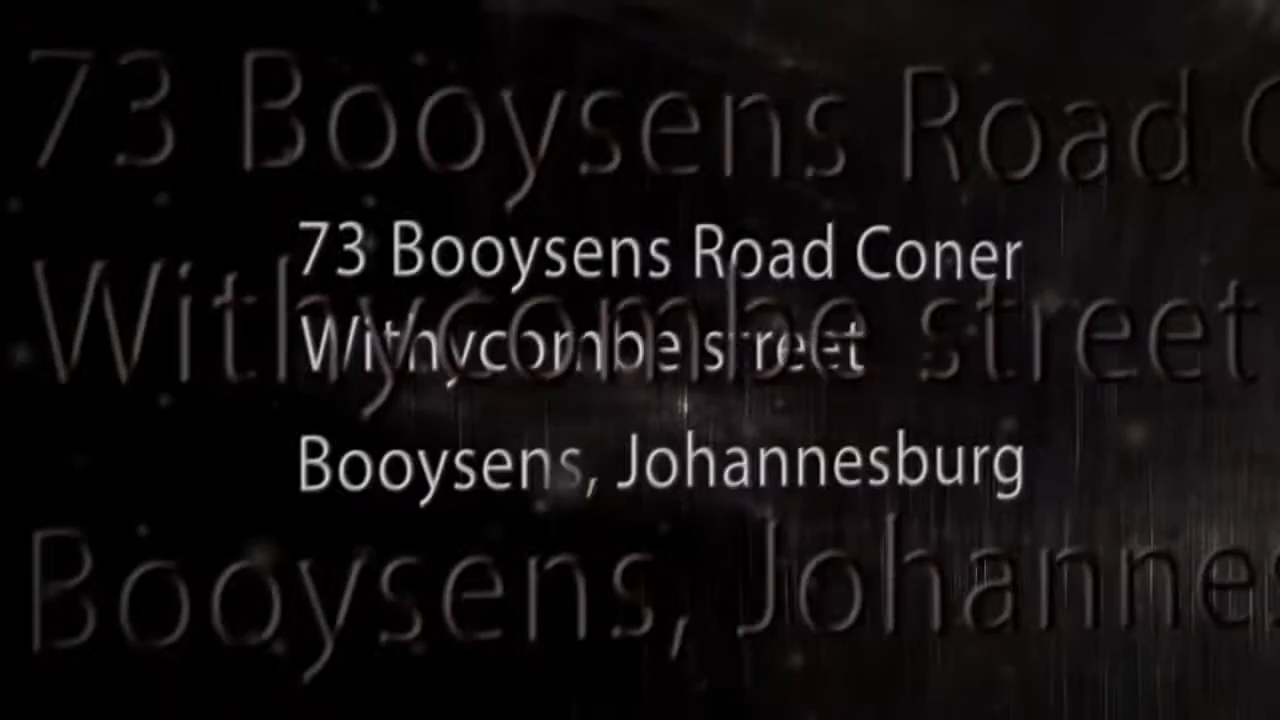 73 Booysens Road C
73 Booysens Road Coner
Withycombe street
Withycombe street
Booysens, Johannesburg
Booysens, Johannes